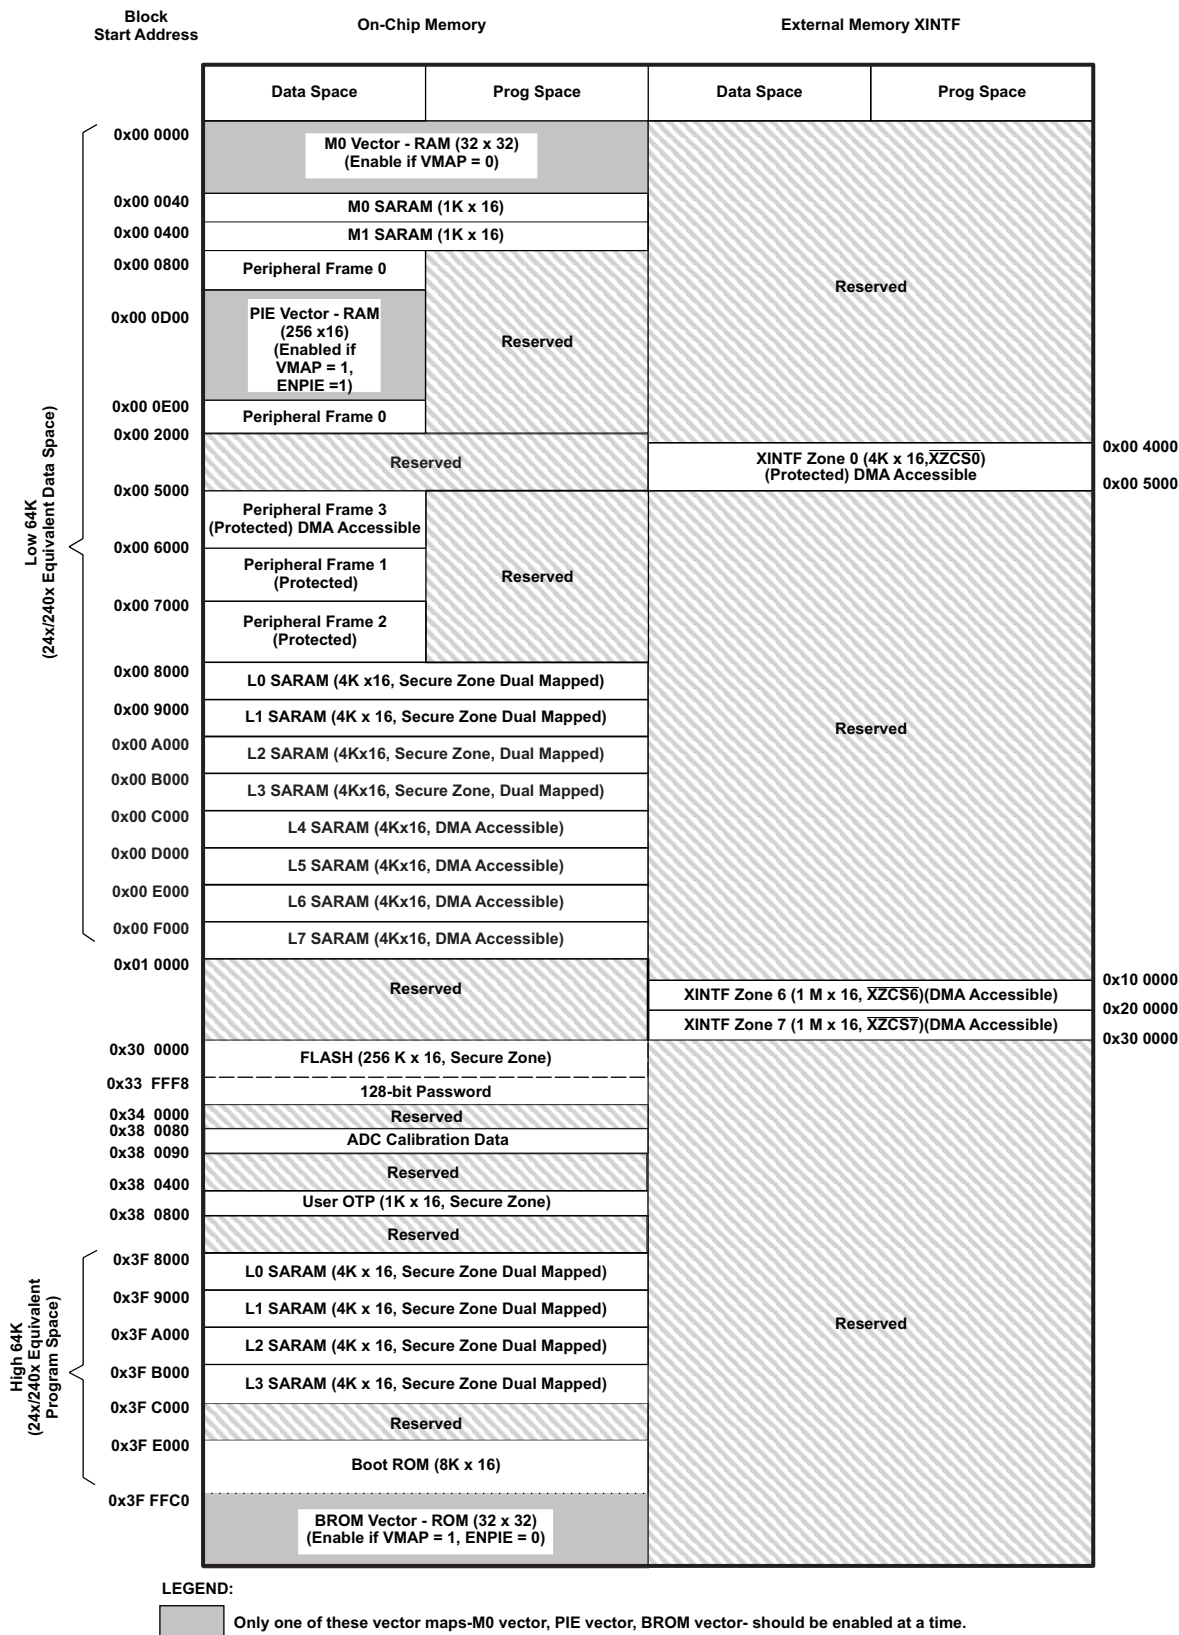 Block
Start Address
On-Chip Memory
External Memory XINTF
Data Space
Prog Space
Data Space
Prog Space
0x00 0000
M0 Vector - RAM (32 x 32)
(Enable if VMAP = 0)
0x00 0040
M0 SARAM (1K x 16)
0x00 0400
M1 SARAM (1K x 16)
0x00 0800
Peripheral Frame 0
Reserved
0x00 0D00
PIE Vector - RAM
(256 x16)
(Enabled if
VMAP = 1,
ENPIE =1)
Reserved
0x00 0E00
Peripheral Frame 0
0x00 2000
Reserved
XINTF Zone 0 (4K x 16,XZCS0)
(Protected) DMA Accessible
0x00 4000
0x00 5000
0x00 5000
Low 64K
(24x/240x Equivalent Data Space)
Peripheral Frame 3
(Protected) DMA Accessible
0x00 6000
Peripheral Frame 1
(Protected)
Reserved
0x00 7000
Peripheral Frame 2
(Protected)
0x00 8000
L0 SARAM (4K x16, Secure Zone Dual Mapped)
0x00 9000
L1 SARAM (4K x 16, Secure Zone Dual Mapped)
Reserved
0x00 A000
L2 SARAM (4Kx16, Secure Zone, Dual Mapped)
0x00 B000
L3 SARAM (4Kx16, Secure Zone, Dual Mapped)
0x00 C000
L4 SARAM (4Kx16, DMA Accessible)
0x00 D000
L5 SARAM (4Kx16, DMA Accessible)
0x00 E000
L6 SARAM (4Kx16, DMA Accessible)
0x00 F000
L7 SARAM (4Kx16, DMA Accessible)
0x01 0000
Reserved
0x10 0000
XINTF Zone 6 (1 M x 16, XZCS6)(DMA Accessible)
0x20 0000
XINTF Zone 7 (1 M x 16, XZCS7)(DMA Accessible)
0x30 0000
0x30 0000
FLASH (256 K x 16, Secure Zone)
0x33 FFF8
128-bit Password
0x34 0000
Reserved
0x38 0080
ADC Calibration Data
0x38 0090
Reserved
0x38 0400
User OTP (1K x 16, Secure Zone)
0x38 0800
Reserved
0x3F 8000
L0 SARAM (4K x 16, Secure Zone Dual Mapped)
0x3F 9000
L1 SARAM (4K x 16, Secure Zone Dual Mapped)
Reserved
0x3F A000
L2 SARAM (4K x 16, Secure Zone Dual Mapped)
High 64K
(24x/240x Equivalent
Program Space)
0x3F B000
L3 SARAM (4K x 16, Secure Zone Dual Mapped)
0x3F C000
Reserved
0x3F E000
Boot ROM (8K x 16)
0x3F FFC0
BROM Vector - ROM (32 x 32)
(Enable if VMAP = 1, ENPIE = 0)
LEGEND:
Only one of these vector maps-M0 vector, PIE vector, BROM vector- should be enabled at a time.